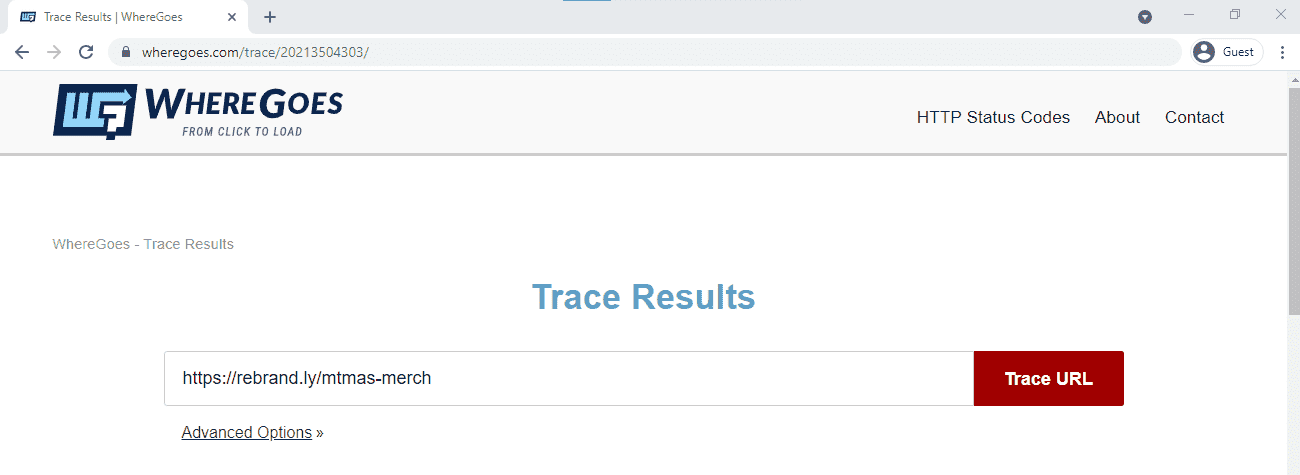 Trace Results | WhereGoes
wheregoes.com/trace/20213504303/
Guest
WG
WHEREGOES
FROM CLICK TO LOAD
HTTP Status Codes About Contact
WhereGoes - Trace Results
Trace Results
https://rebrand.ly/mtmas-merch
Trace URL
Advanced Options »